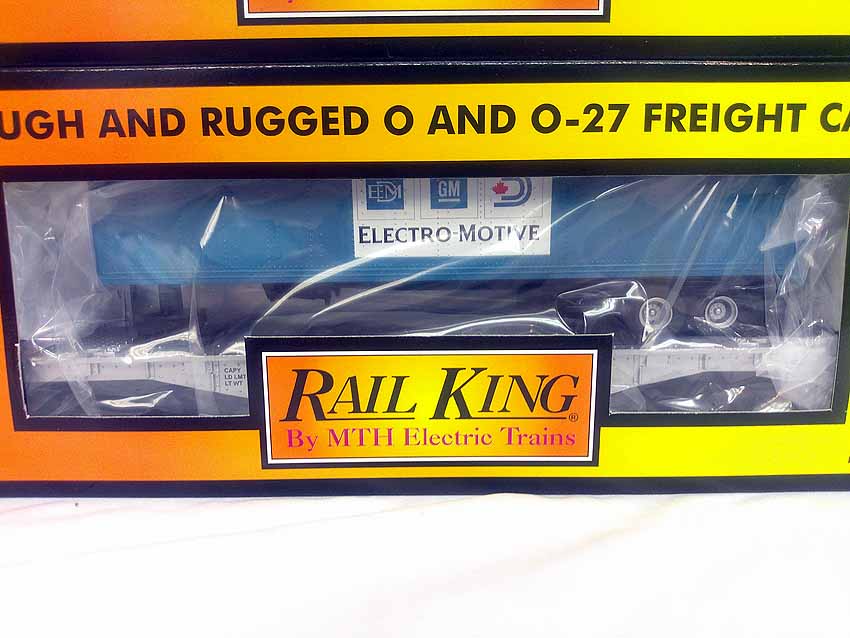 UGH AND RUGGED O AND O-27 FREIGHT CA
EMD GM
ELECTRO-MOTIVE
CAPY
LD LMT
LT WT
RAIL KING®
By MTH Electric Trains